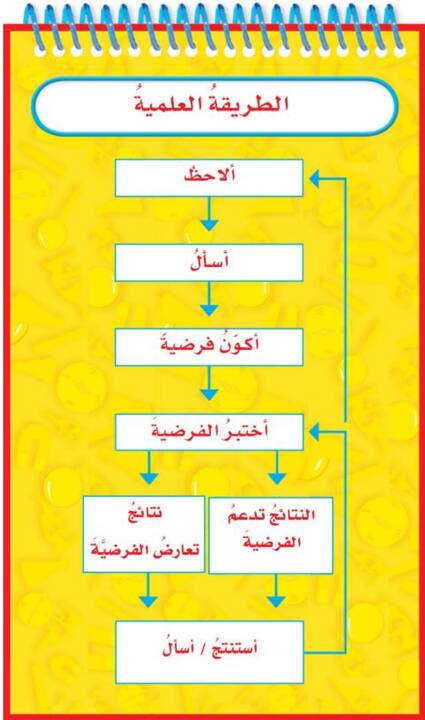 الطريقةُ العلميةُ
ألاحظُ
أسألُ
أكوّنُ فرضيةً
أختبرُ الفرضيةَ
النتائجُ تدعمُ
الفرضيةَ
نتائجُ
تعارضُ الفرضيَّةَ
أستنتجُ / أسألُ